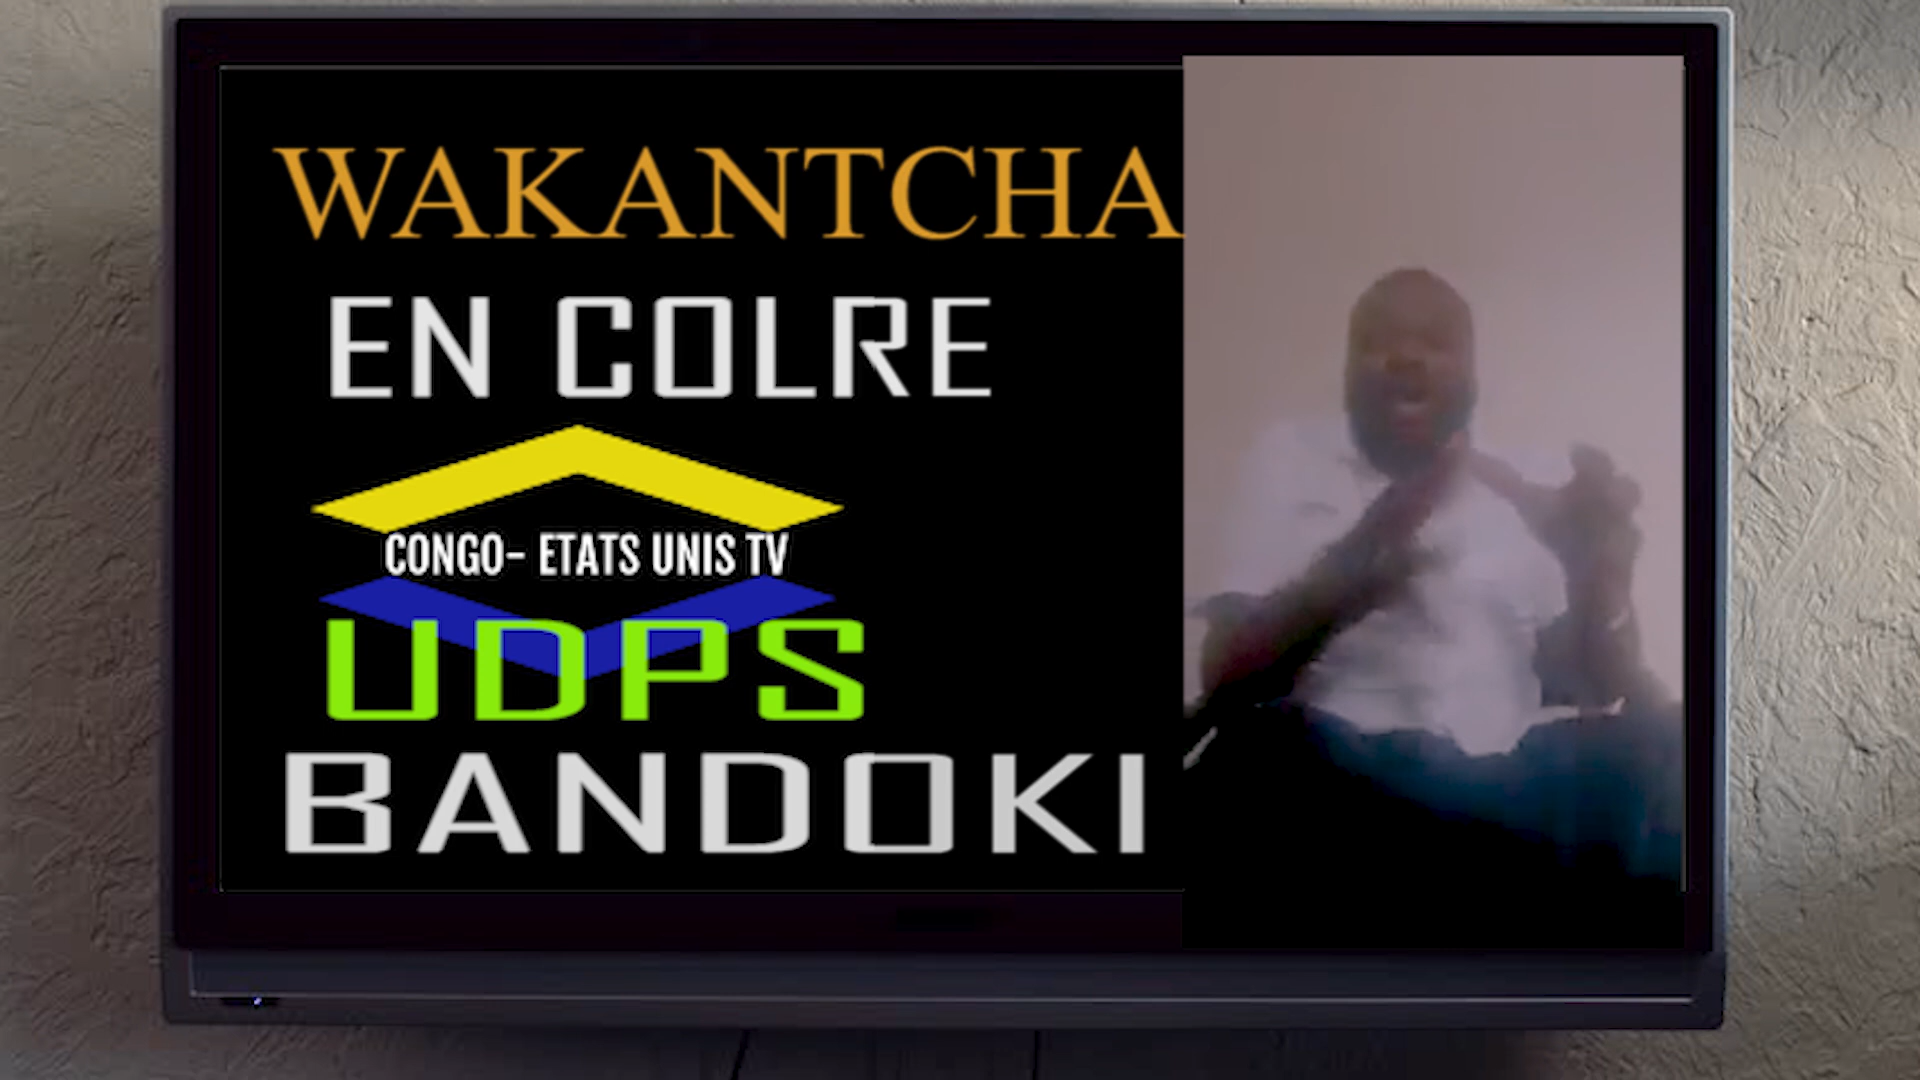 WAKANTCHA
EN COLRE
CONGO- ETATS UNIS TV
UDPS
BANDOKI